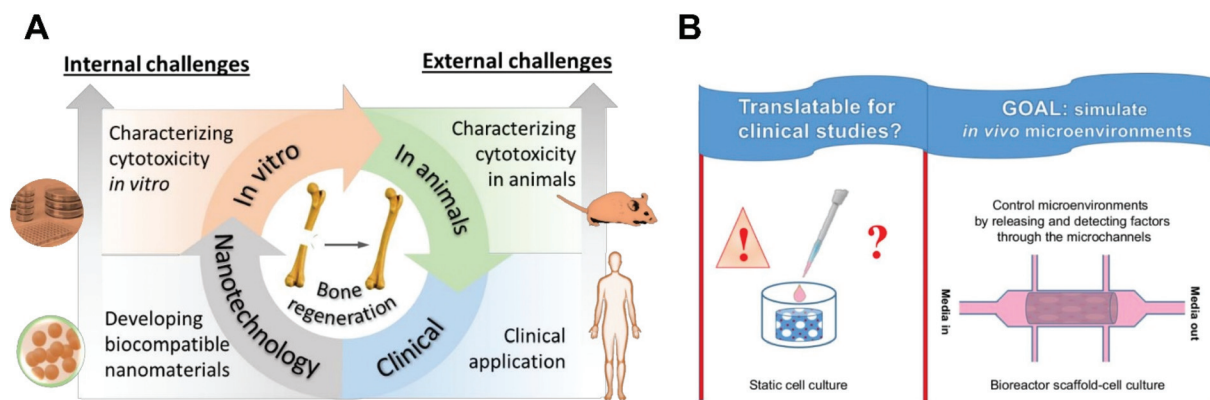 A
Internal challenges
External challenges
Characterizing
cytotoxicity
in vitro
Characterizing
cytotoxicity
in animals
In vitro
In animals
Nanotechnology
Clinical
Bone
regeneration
Developing
biocompatible
nanomaterials
Clinical
application
B
Translatable for
clinical studies?
GOAL: simulate
in vivo microenvironments
!
?
Control microenvironments
by releasing and detecting factors
through the microchannels
Media in
Media out
Static cell culture
Bioreactor scaffold-cell culture